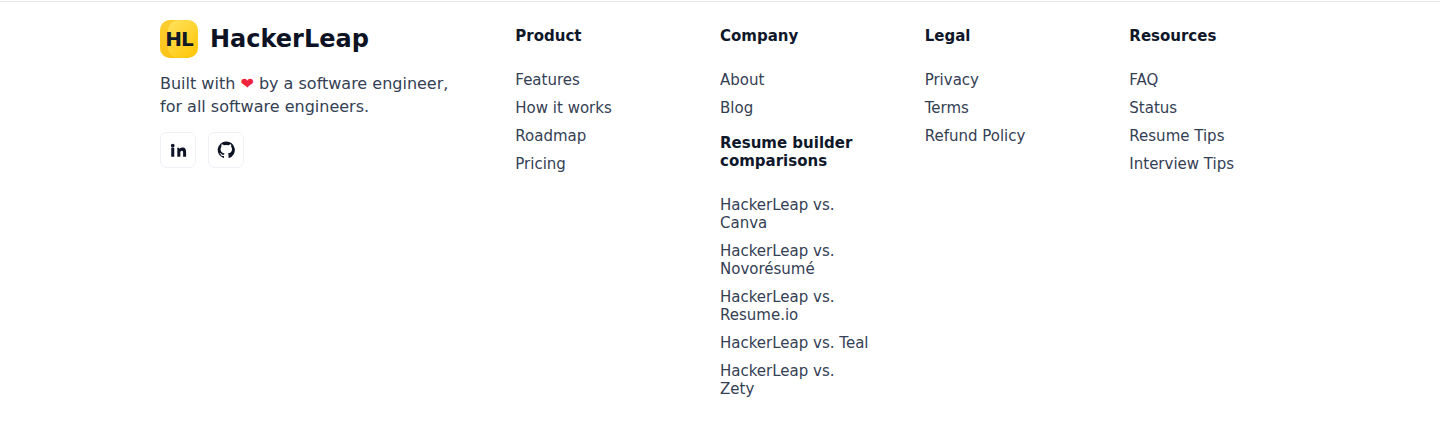 HL HackerLeap
Built with ❤ by a software engineer,
for all software engineers.
Product
Features
How it works
Roadmap
Pricing
Company
About
Blog
Resume builder
comparisons
HackerLeap vs.
Canva
HackerLeap vs.
Novorésumé
HackerLeap vs.
Resume.io
HackerLeap vs. Teal
HackerLeap vs.
Zety
Legal
Privacy
Terms
Refund Policy
Resources
FAQ
Status
Resume Tips
Interview Tips